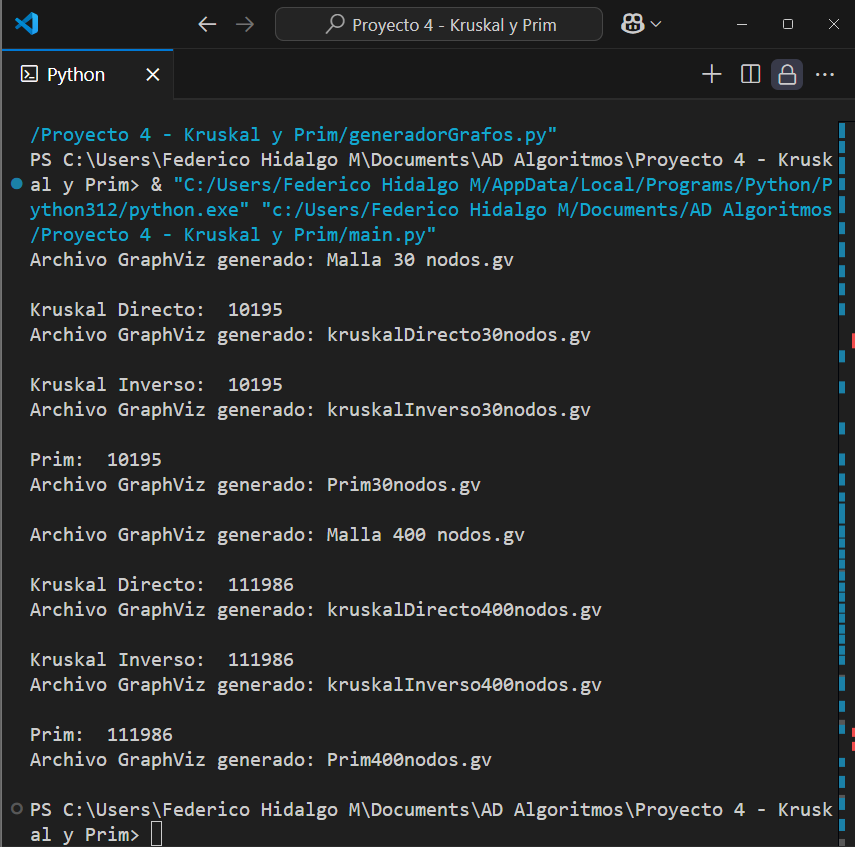 Proyecto 4 - Kruskal y Prim
Python
/Proyecto 4 - Kruskal y Prim/generadorGrafos.py"
PS C:\Users\Federico Hidalgo M\Documents\AD Algoritmos\Proyecto 4 - Krusk
al y Prim> & "C:/Users/Federico Hidalgo M/AppData/Local/Programs/Python/P
ython312/python.exe" "c:/Users/Federico Hidalgo M/Documents/AD Algoritmos
/Proyecto 4 - Kruskal y Prim/main.py"
Archivo GraphViz generado: Malla 30 nodos.gv
Kruskal Directo:  10195
Archivo GraphViz generado: kruskalDirecto30nodos.gv
Kruskal Inverso:  10195
Archivo GraphViz generado: kruskalInverso30nodos.gv
Prim:  10195
Archivo GraphViz generado: Prim30nodos.gv
Archivo GraphViz generado: Malla 400 nodos.gv
Kruskal Directo:  111986
Archivo GraphViz generado: kruskalDirecto400nodos.gv
Kruskal Inverso:  111986
Archivo GraphViz generado: kruskalInverso400nodos.gv
Prim:  111986
Archivo GraphViz generado: Prim400nodos.gv
PS C:\Users\Federico Hidalgo M\Documents\AD Algoritmos\Proyecto 4 - Krusk
al y Prim>